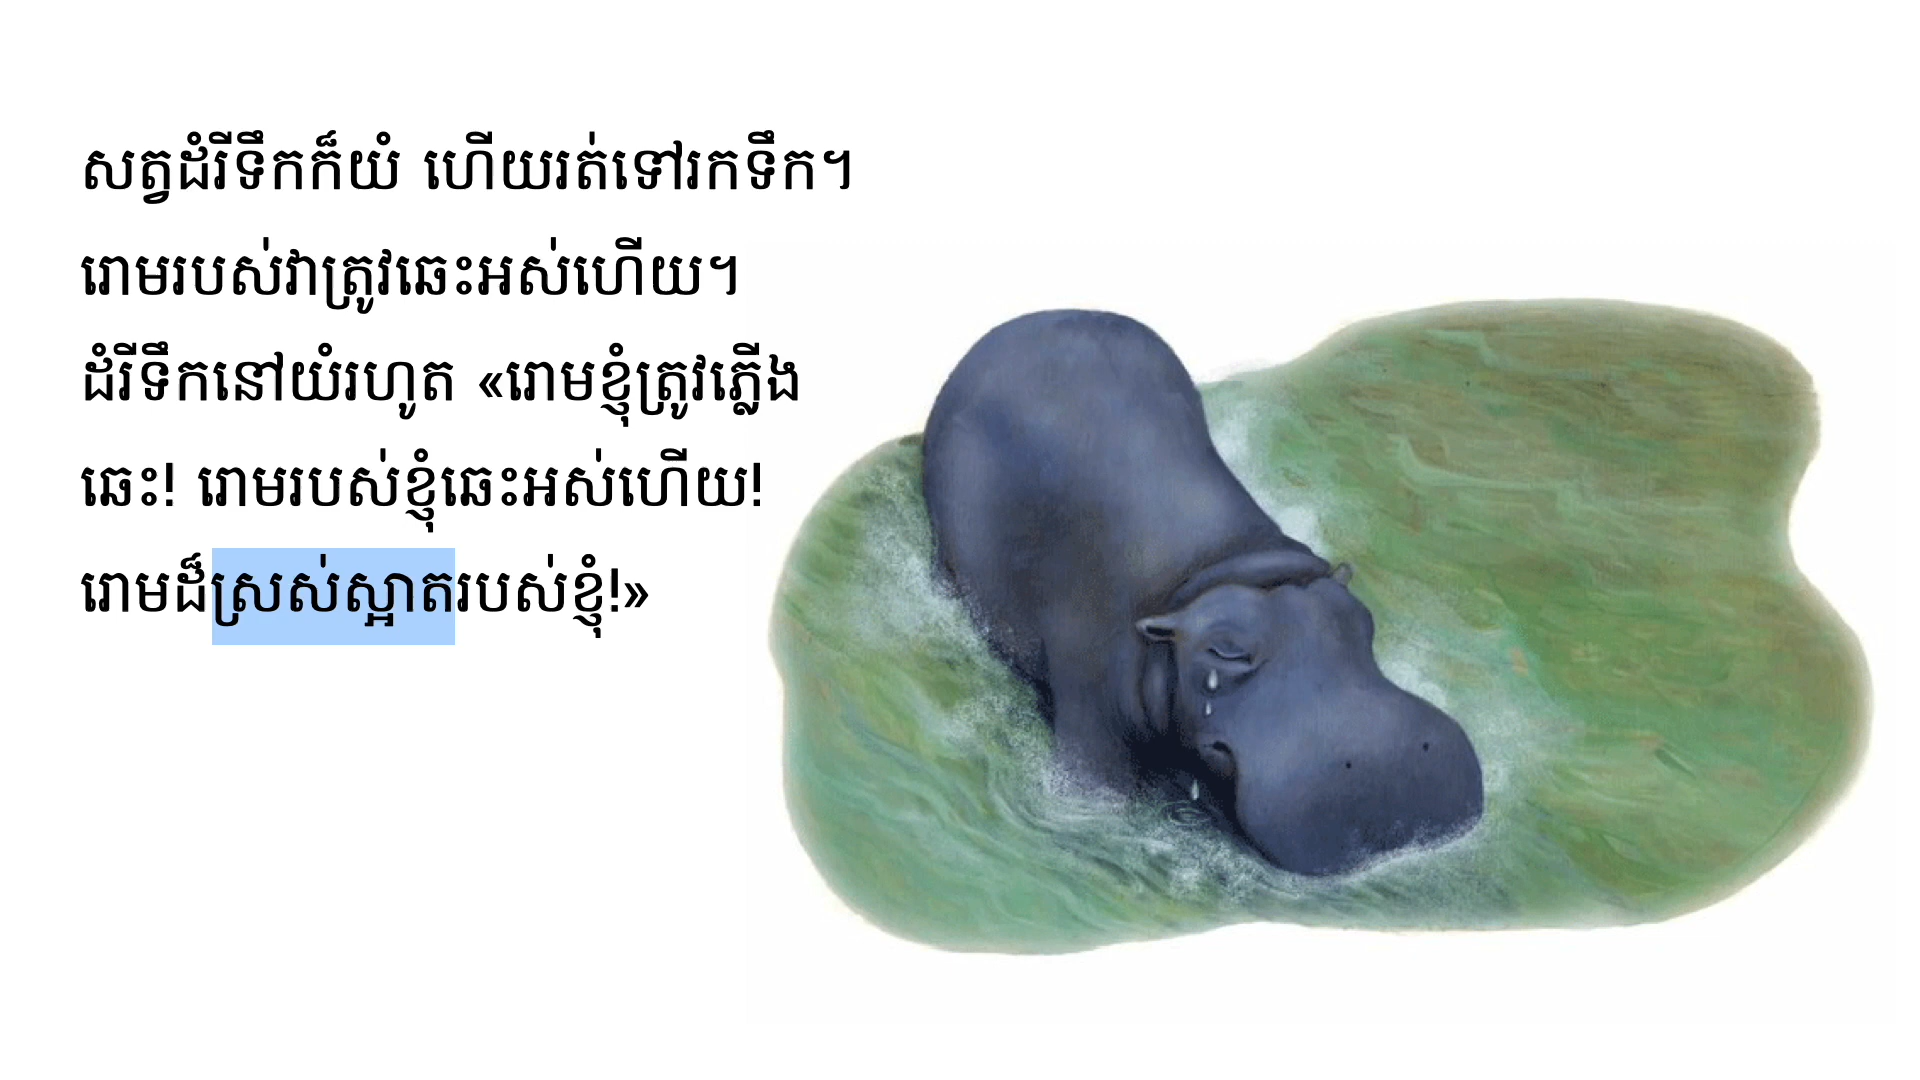 សត្វដំរីទឹកក៏យំ ហើយរត់ទៅរកទឹក។
រោមរបស់វាត្រូវឆេះអស់ហើយ។
ដំរីទឹកនៅយំរហូត «រោមខ្ញុំត្រូវភ្លើង
ឆេះ! រោមរបស់ខ្ញុំឆេះអស់ហើយ!
រោមដ៏ស្រស់ស្អាតរបស់ខ្ញុំ!»